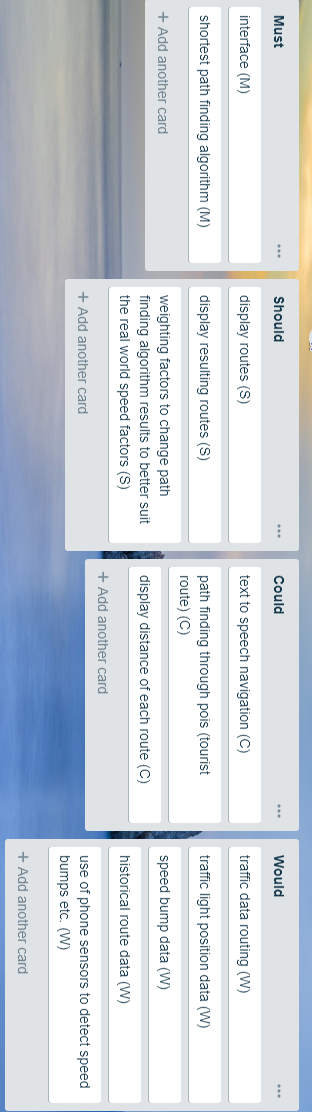 Must
...
interface (M)
shortest path finding algorithm (M)
+ Add another card
Should
...
display routes (S)
display resulting routes (S)
weighting factors to change path
finding algorithm results to better suit
the real world speed factors (S)
+ Add another card
Could
...
text to speech navigation (C)
path finding through pois (tourist
route) (C)
display distance of each route (C)
+ Add another card
Would
...
traffic data routing (W)
traffic light position data (W)
speed bump data (W)
historical route data (W)
use of phone sensors to detect speed
bumps etc. (W)
+ Add another card